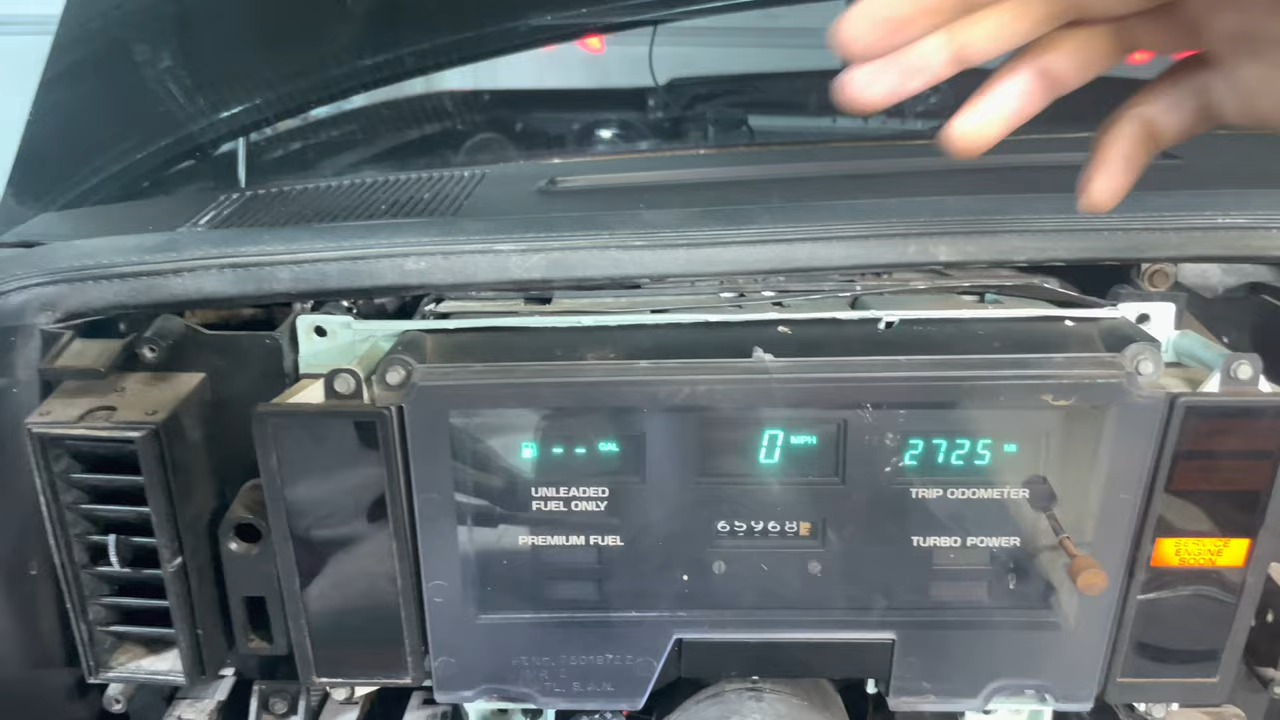 -- GAL
0 MPH
2725 MI
UNLEADED
FUEL ONLY
TRIP ODOMETER
65968
PREMIUM FUEL
TURBO POWER
SERVICE
ENGINE
SOON